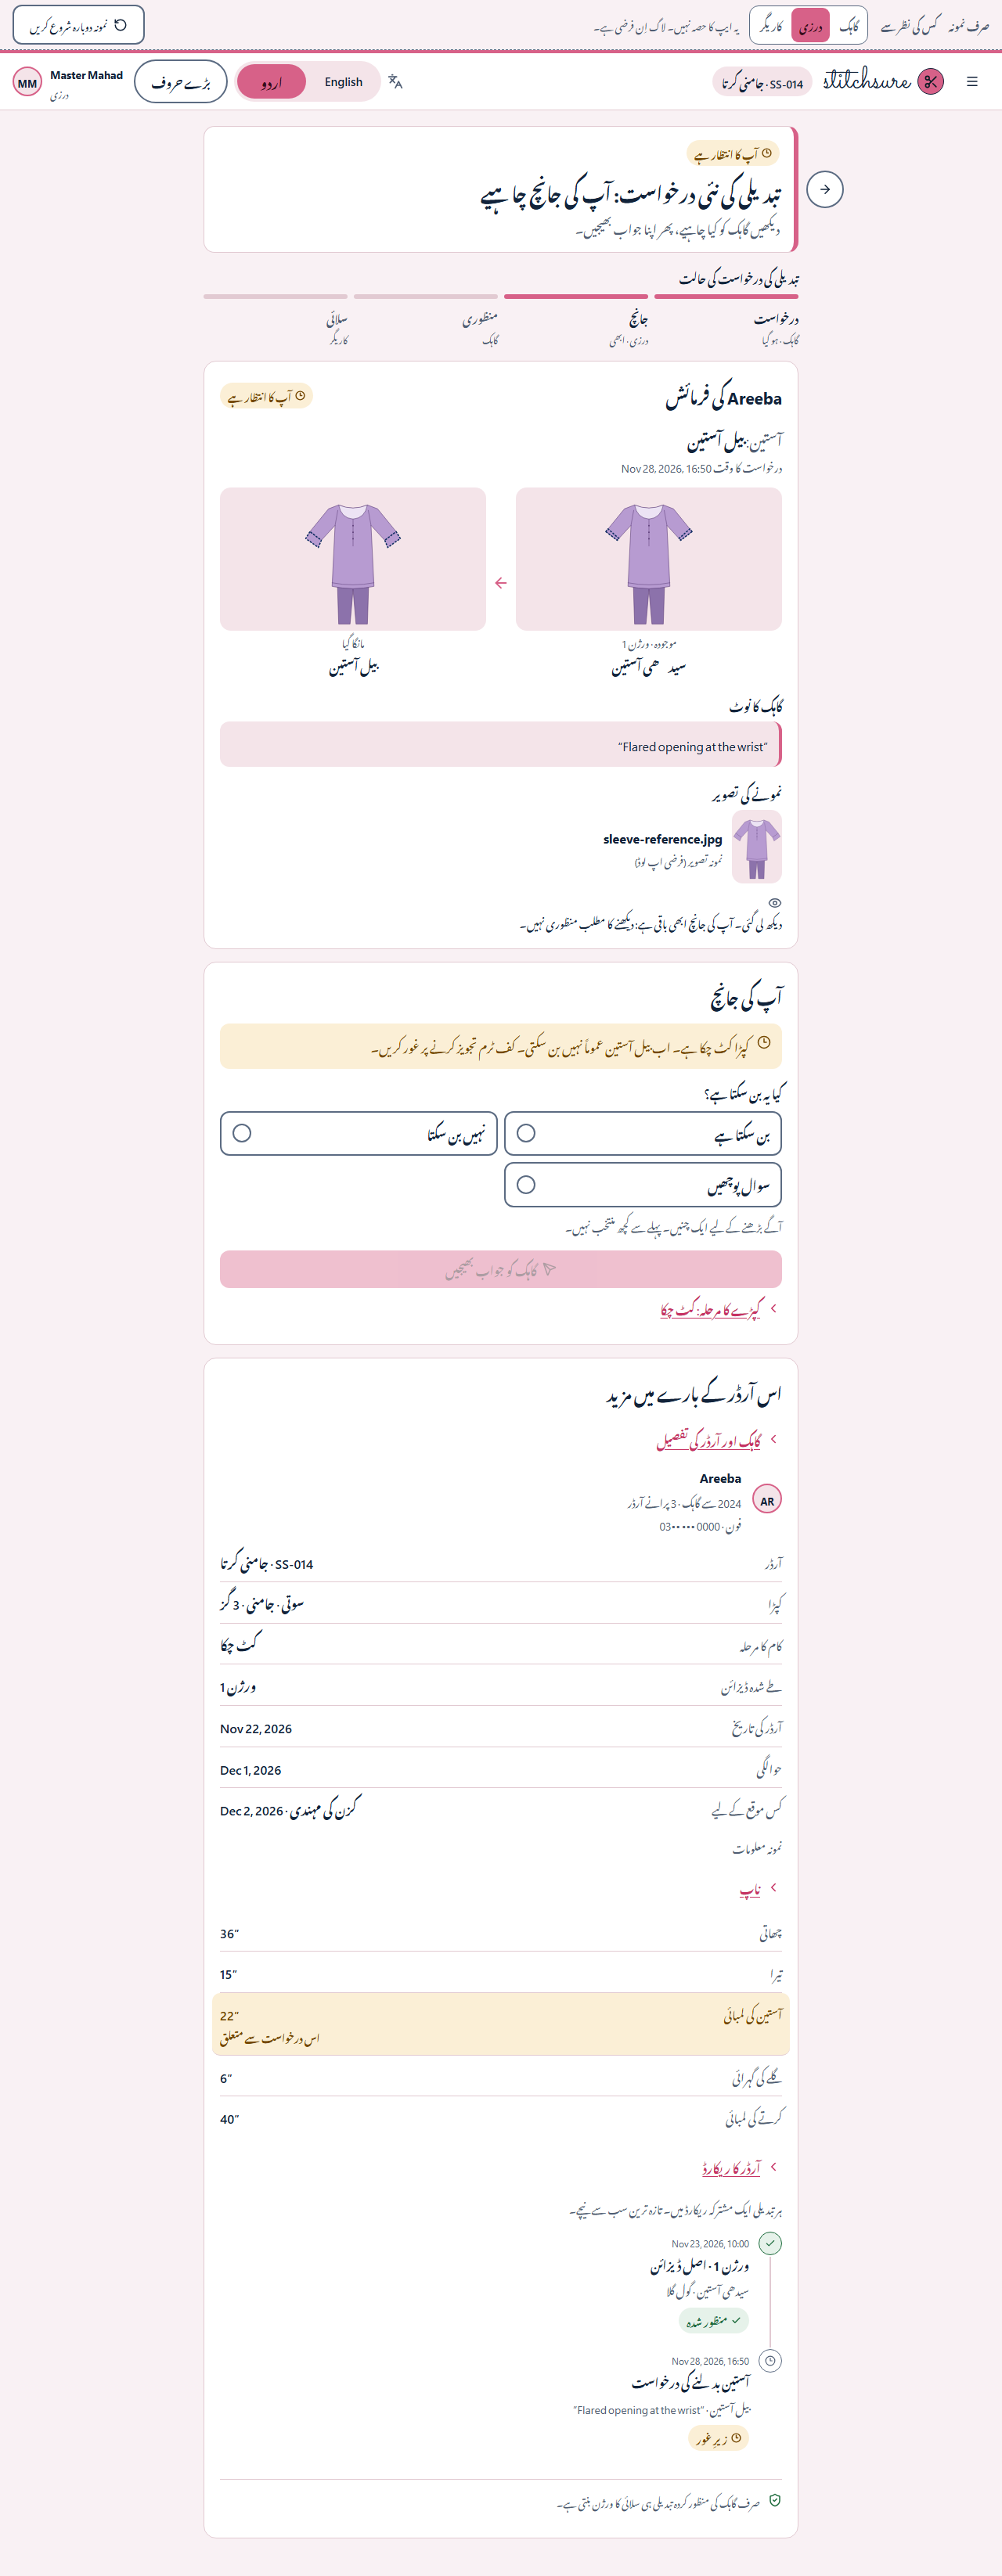 صرف نمونہ کس کی نظر سے گاہک درزی کاریگر یہ ایپ کا حصہ نہیں۔ لاگ اِن فرضی ہے۔ نمونہ دوبارہ شروع کریں
stitchsure SS-014 · جامنی کرتا English اردو بڑے حروف Master Mahad MM
درزی
آپ کا انتظار ہے
تبدیلی کی نئی درخواست: آپ کی جانچ چاہیے
دیکھیں گاہک کو کیا چاہیے، پھر اپنا جواب بھیجیں۔
تبدیلی کی درخواست کی حالت
درخواست جانچ منظوری سلائی
گاہک · ہو گیا درزی · ابھی گاہک کاریگر
Areeba کی فرمائش آپ کا انتظار ہے
آستین: بیل آستین
درخواست کا وقت Nov 28, 2026, 16:50
موجودہ · ورژن 1 مانگا گیا
سیدھی آستین بیل آستین
گاہک کا نوٹ
“Flared opening at the wrist”
نمونے کی تصویر
sleeve-reference.jpg
نمونہ تصویر (فرضی اپ لوڈ)
دیکھ لی گئی۔ آپ کی جانچ ابھی باقی ہے: دیکھنے کا مطلب منظوری نہیں۔
آپ کی جانچ
کپڑا کٹ چکا ہے۔ اب بیل آستین عموماً نہیں بن سکتی۔ کف ٹرم تجویز کرنے پر غور کریں۔
کیا یہ بن سکتا ہے؟
بن سکتا ہے نہیں بن سکتا
سوال پوچھیں
آگے بڑھنے کے لیے ایک چنیں۔ پہلے سے کچھ منتخب نہیں۔
گاہک کو جواب بھیجیں
کپڑے کا مرحلہ: کٹ چکا
اس آرڈر کے بارے میں مزید
گاہک اور آرڈر کی تفصیل
Areeba
AR
2024 سے گاہک · 3 پرانے آرڈر
فون · 03•• ••• 0000
آرڈر SS-014 · جامنی کرتا
کپڑا سوتی · جامنی · 3 گز
کام کا مرحلہ کٹ چکا
طے شدہ ڈیزائن ورژن 1
آرڈر کی تاریخ Nov 22, 2026
حوالگی Dec 1, 2026
کس موقع کے لیے کزن کی مہندی · Dec 2, 2026
نمونہ معلومات
ناپ
چھاتی 36″
تیرا 15″
آستین کی لمبائی 22″
اس درخواست سے متعلق
گلے کی گہرائی 6″
کرتے کی لمبائی 40″
آرڈر کا ریکارڈ
ہر تبدیلی ایک مشترکہ ریکارڈ میں۔ تازہ ترین سب سے نیچے۔
Nov 23, 2026, 10:00
ورژن 1 · اصل ڈیزائن
سیدھی آستین · گول گلا
منظور شدہ
Nov 28, 2026, 16:50
آستین بدلنے کی درخواست
بیل آستین · “Flared opening at the wrist”
زیر غور
صرف گاہک کی منظور کردہ تبدیلی ہی سلائی کا ورژن بنتی ہے۔